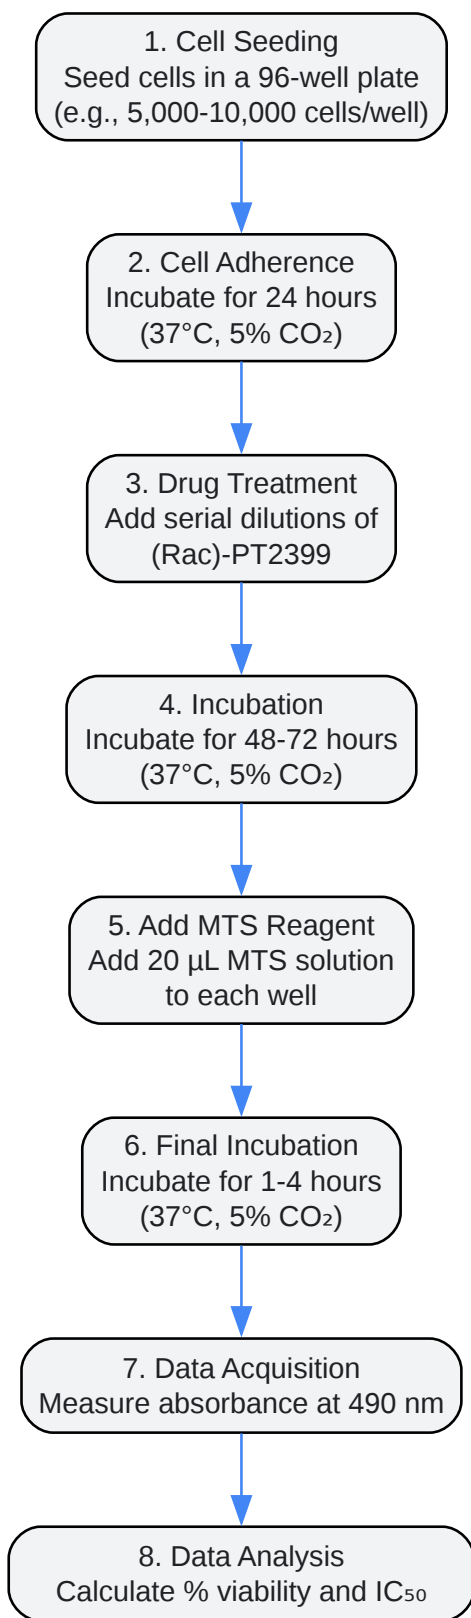 1. Cell Seeding
Seed cells in a 96-well plate
(e.g., 5,000-10,000 cells/well)
2. Cell Adherence
Incubate for 24 hours
(37°C, 5% CO₂)
3. Drug Treatment
Add serial dilutions of
(Rac)-PT2399
4. Incubation
Incubate for 48-72 hours
(37°C, 5% CO₂)
5. Add MTS Reagent
Add 20 µL MTS solution
to each well
6. Final Incubation
Incubate for 1-4 hours
(37°C, 5% CO₂)
7. Data Acquisition
Measure absorbance at 490 nm
8. Data Analysis
Calculate % viability and IC₅₀